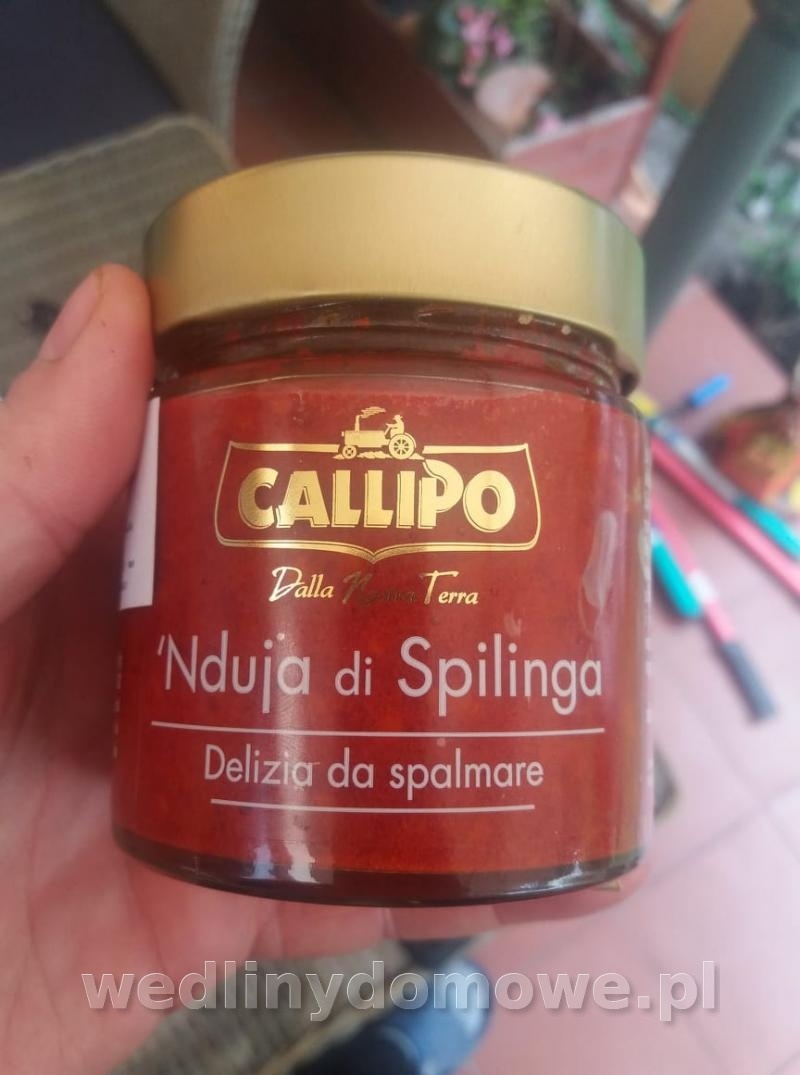 CALLIPO
Dalla Nostra Terra
'Nduja di Spilinga
Delizia da spalmare
wedlinydomowe.pl